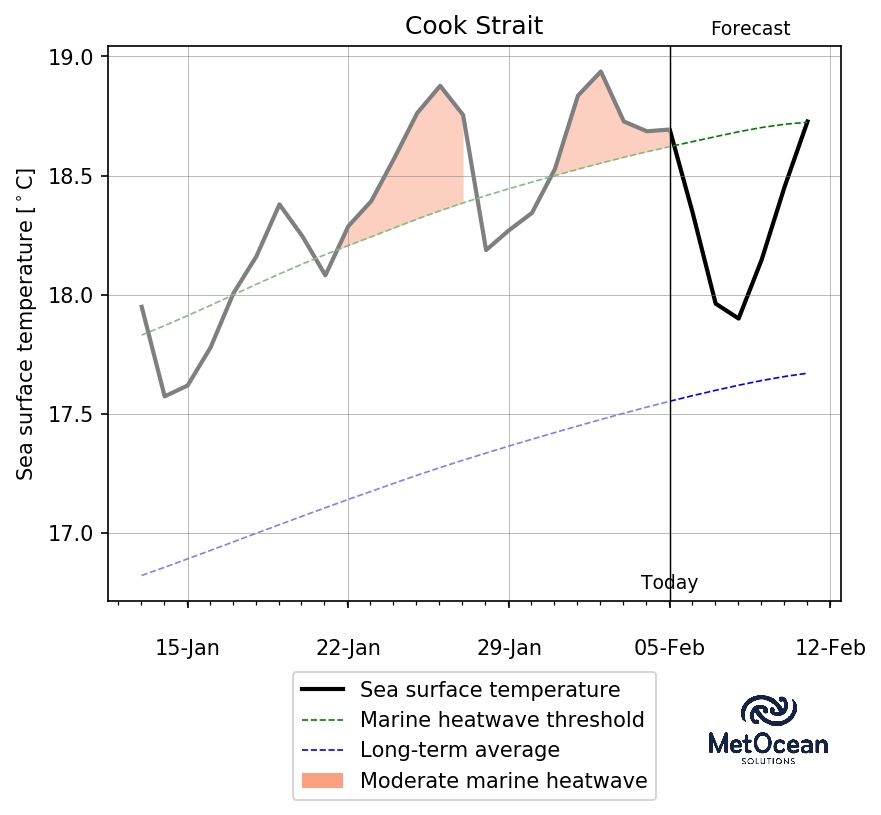 Cook Strait
Forecast
Sea surface temperature [°C]
19.0
18.5
18.0
17.5
17.0
Today
15-Jan
22-Jan
29-Jan
05-Feb
12-Feb
Sea surface temperature
Marine heatwave threshold
Long-term average
Moderate marine heatwave
MetOcean
SOLUTIONS